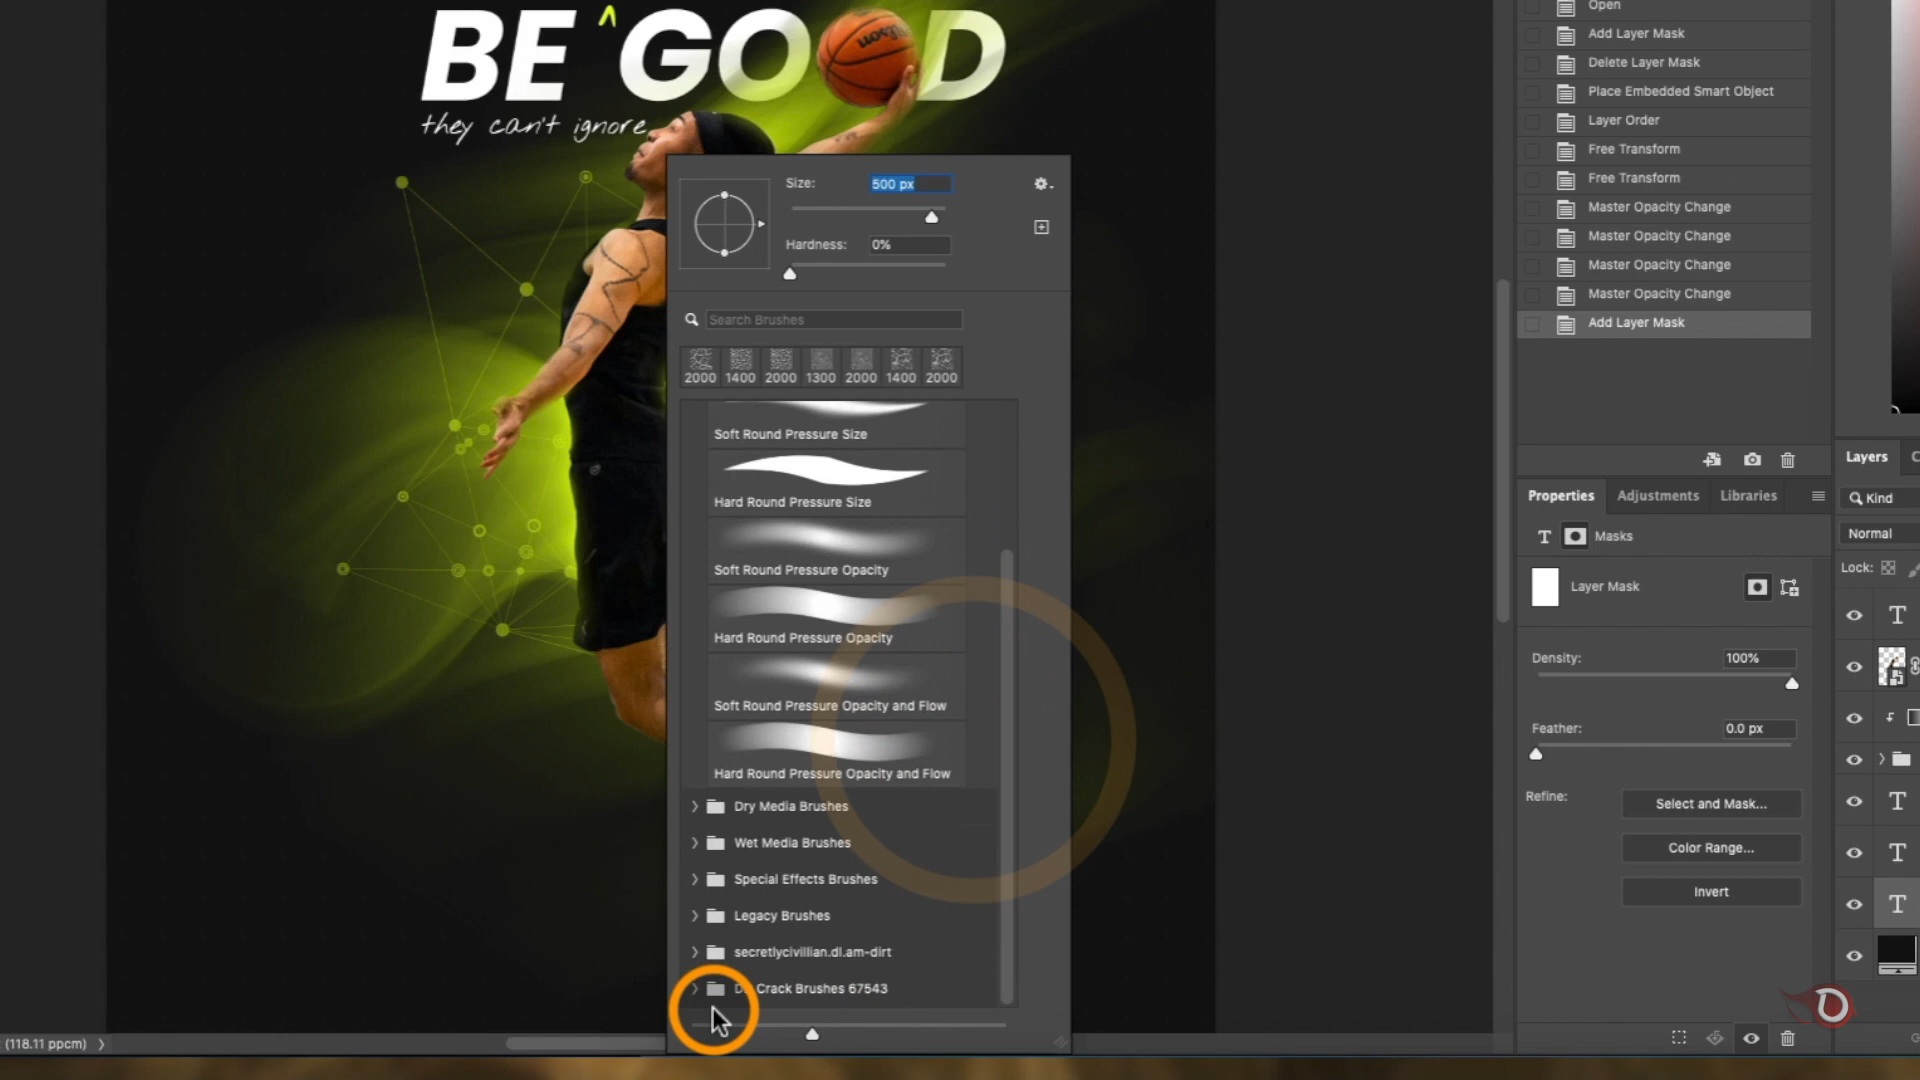 BE ^GOOD
they can't ignore
Wilson
Size:
500 px
Hardness:
0%
Search Brushes
2000 1400 2000 1300 2000 1400 2000
Soft Round Pressure Size
Hard Round Pressure Size
Soft Round Pressure Opacity
Hard Round Pressure Opacity
Soft Round Pressure Opacity and Flow
Hard Round Pressure Opacity and Flow
Dry Media Brushes
Wet Media Brushes
Special Effects Brushes
Legacy Brushes
secretlycivillian.dl.am-dirt
Crack Brushes 67543
(118.11 ppcm)
Open
Add Layer Mask
Delete Layer Mask
Place Embedded Smart Object
Layer Order
Free Transform
Free Transform
Master Opacity Change
Master Opacity Change
Master Opacity Change
Master Opacity Change
Add Layer Mask
Properties Adjustments Libraries
T Masks
Layer Mask
Density: 100%
Feather: 0.0 px
Refine:
Select and Mask...
Color Range...
Invert
Layers
Kind
Normal
Lock:
T
T
T
T